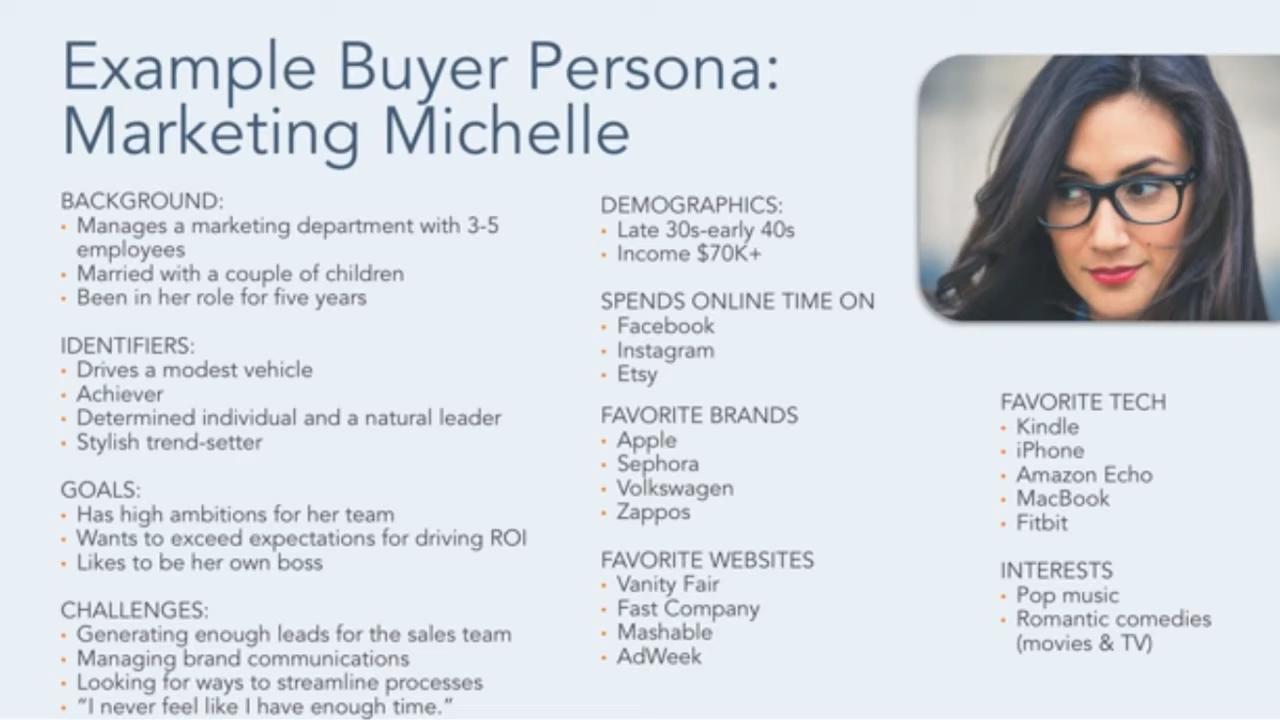 Example Buyer Persona:
Marketing Michelle
BACKGROUND:
• Manages a marketing department with 3-5
employees
• Married with a couple of children
• Been in her role for five years
IDENTIFIERS:
• Drives a modest vehicle
• Achiever
• Determined individual and a natural leader
• Stylish trend-setter
GOALS:
• Has high ambitions for her team
• Wants to exceed expectations for driving ROI
• Likes to be her own boss
CHALLENGES:
• Generating enough leads for the sales team
• Managing brand communications
• Looking for ways to streamline processes
• “I never feel like I have enough time.”
DEMOGRAPHICS:
• Late 30s-early 40s
• Income $70K+
SPENDS ONLINE TIME ON
• Facebook
• Instagram
• Etsy
FAVORITE BRANDS
• Apple
• Sephora
• Volkswagen
• Zappos
FAVORITE WEBSITES
• Vanity Fair
• Fast Company
• Mashable
• AdWeek
FAVORITE TECH
• Kindle
• iPhone
• Amazon Echo
• MacBook
• Fitbit
INTERESTS
• Pop music
• Romantic comedies
(movies & TV)